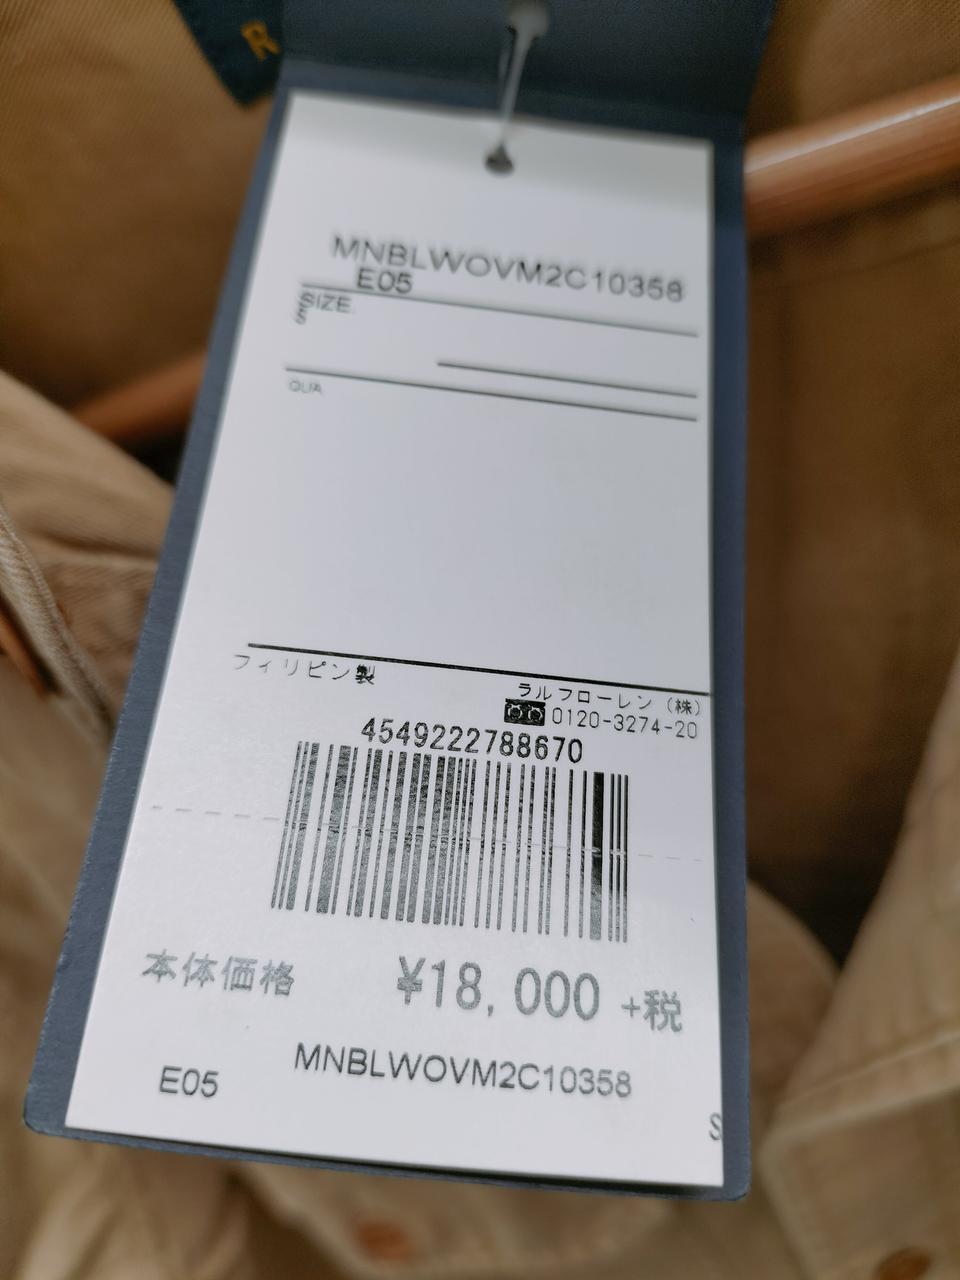 R
MNBLWOVM2C10358
E05
SIZE
S
QUA
フィリピン製
ラルフローレン（株）
0120-3274-20
4549222788670
本体価格 ¥18,000 +税
E05 MNBLWOVM2C10358
S